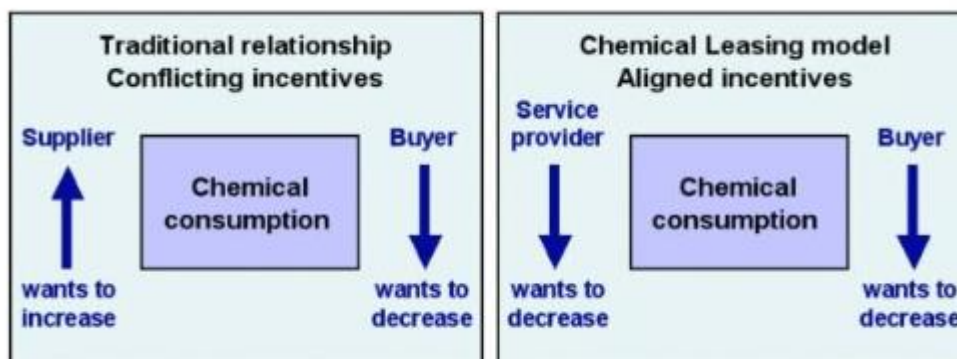 Traditional relationship
Conflicting incentives
Supplier
Buyer
Chemical
consumption
wants to
increase
wants to
decrease
Chemical Leasing model
Aligned incentives
Service
provider
Buyer
Chemical
consumption
wants to
decrease
wants to
decrease